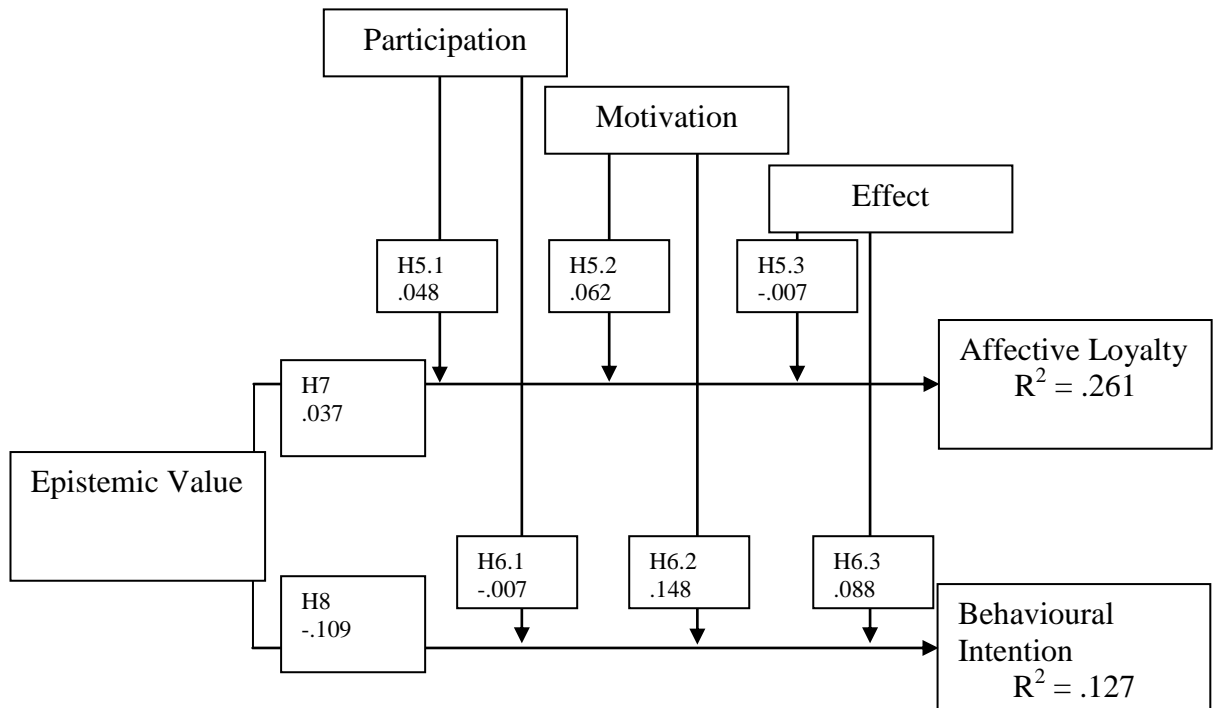 Participation
Motivation
Effect
H5.1
.048
H5.2
.062
H5.3
-.007
Affective Loyalty
R² = .261
H7
.037
Epistemic Value
H6.1
-.007
H6.2
.148
H6.3
.088
H8
-.109
Behavioural
Intention
R² = .127